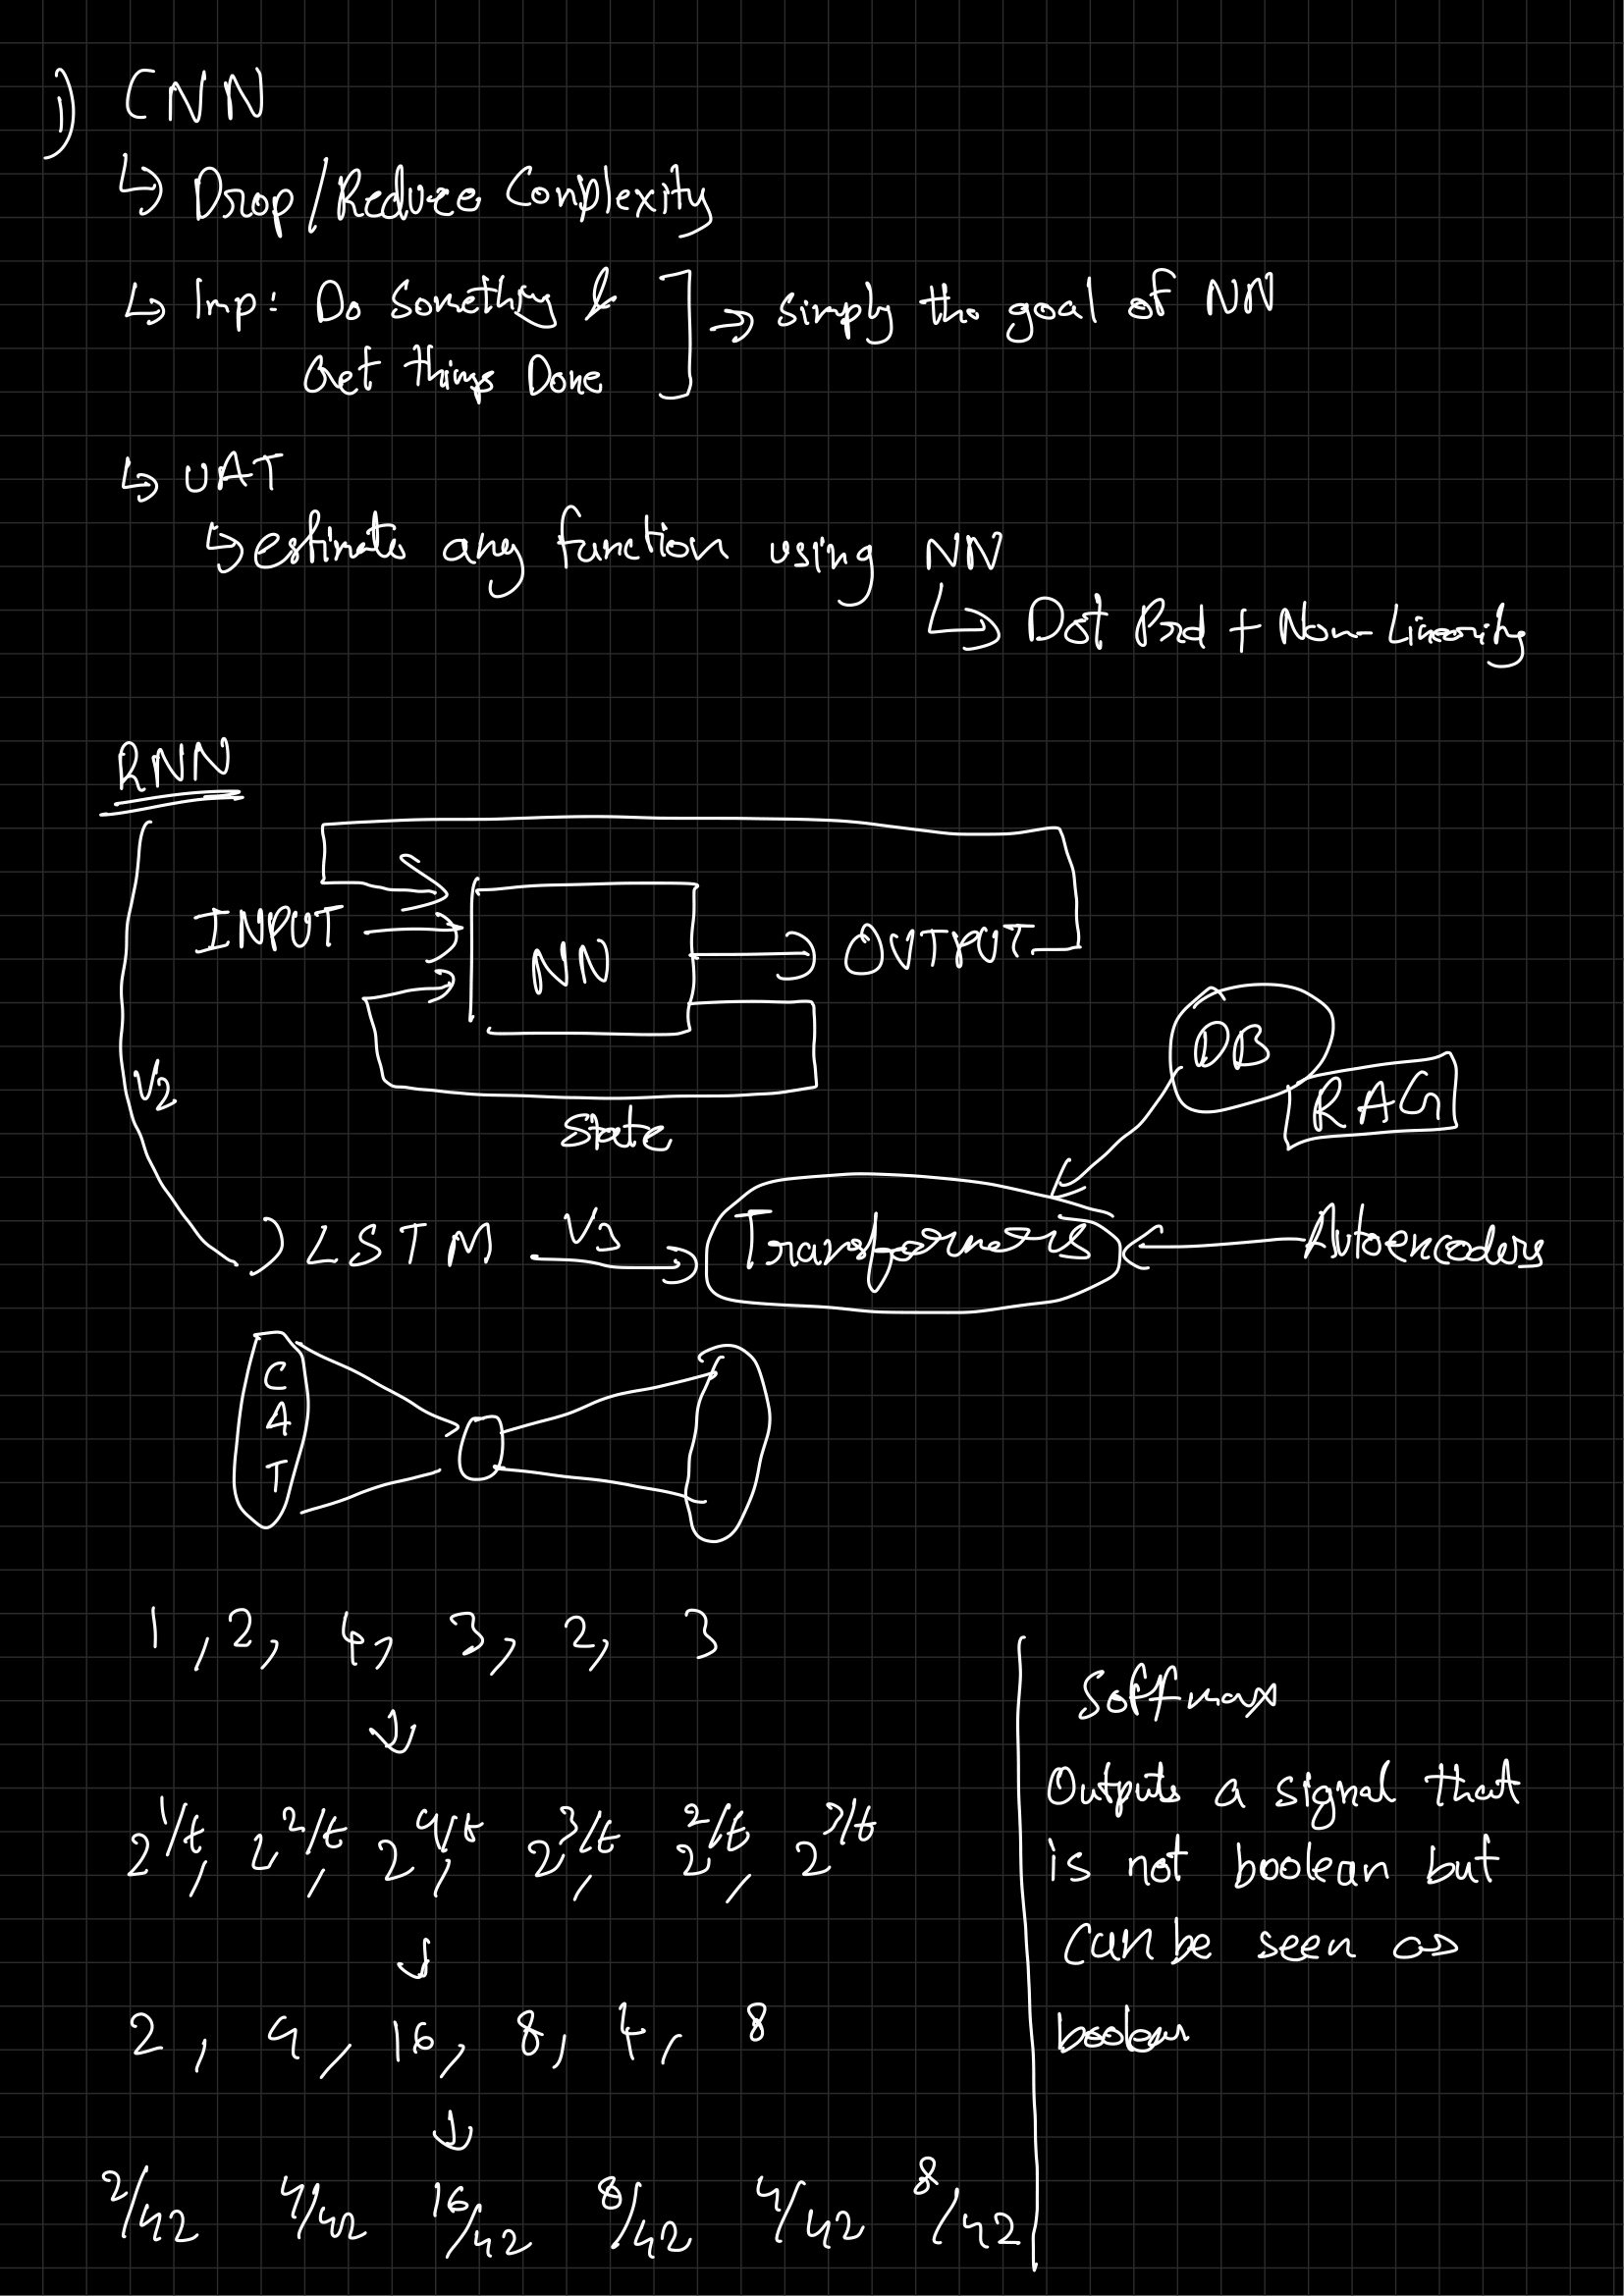 1) CNN
↳ Drop/Reduce Complexity
↳ Imp: Do Something & ] → simply the goal of NN
Get things Done
↳ UAT
↳ estimate any function using NN
↳ Dot Prd + Non-Linearity
RNN
INPUT → NN → OUTPUT
DB
V2
RAG
State
LSTM V3 → Transformers ← Autoencoders
C
A
T
1, 2, 4, 3, 2, 3
↓
2^1/t, 2^2/t, 2^4/t, 2^3/t, 2^2/t, 2^3/t
↓
2, 4, 16, 8, 4, 8
↓
2/42 4/42 16/42 8/42 4/42 8/42
Softmax
Outputs a signal that
is not boolean but
can be seen as
boolean